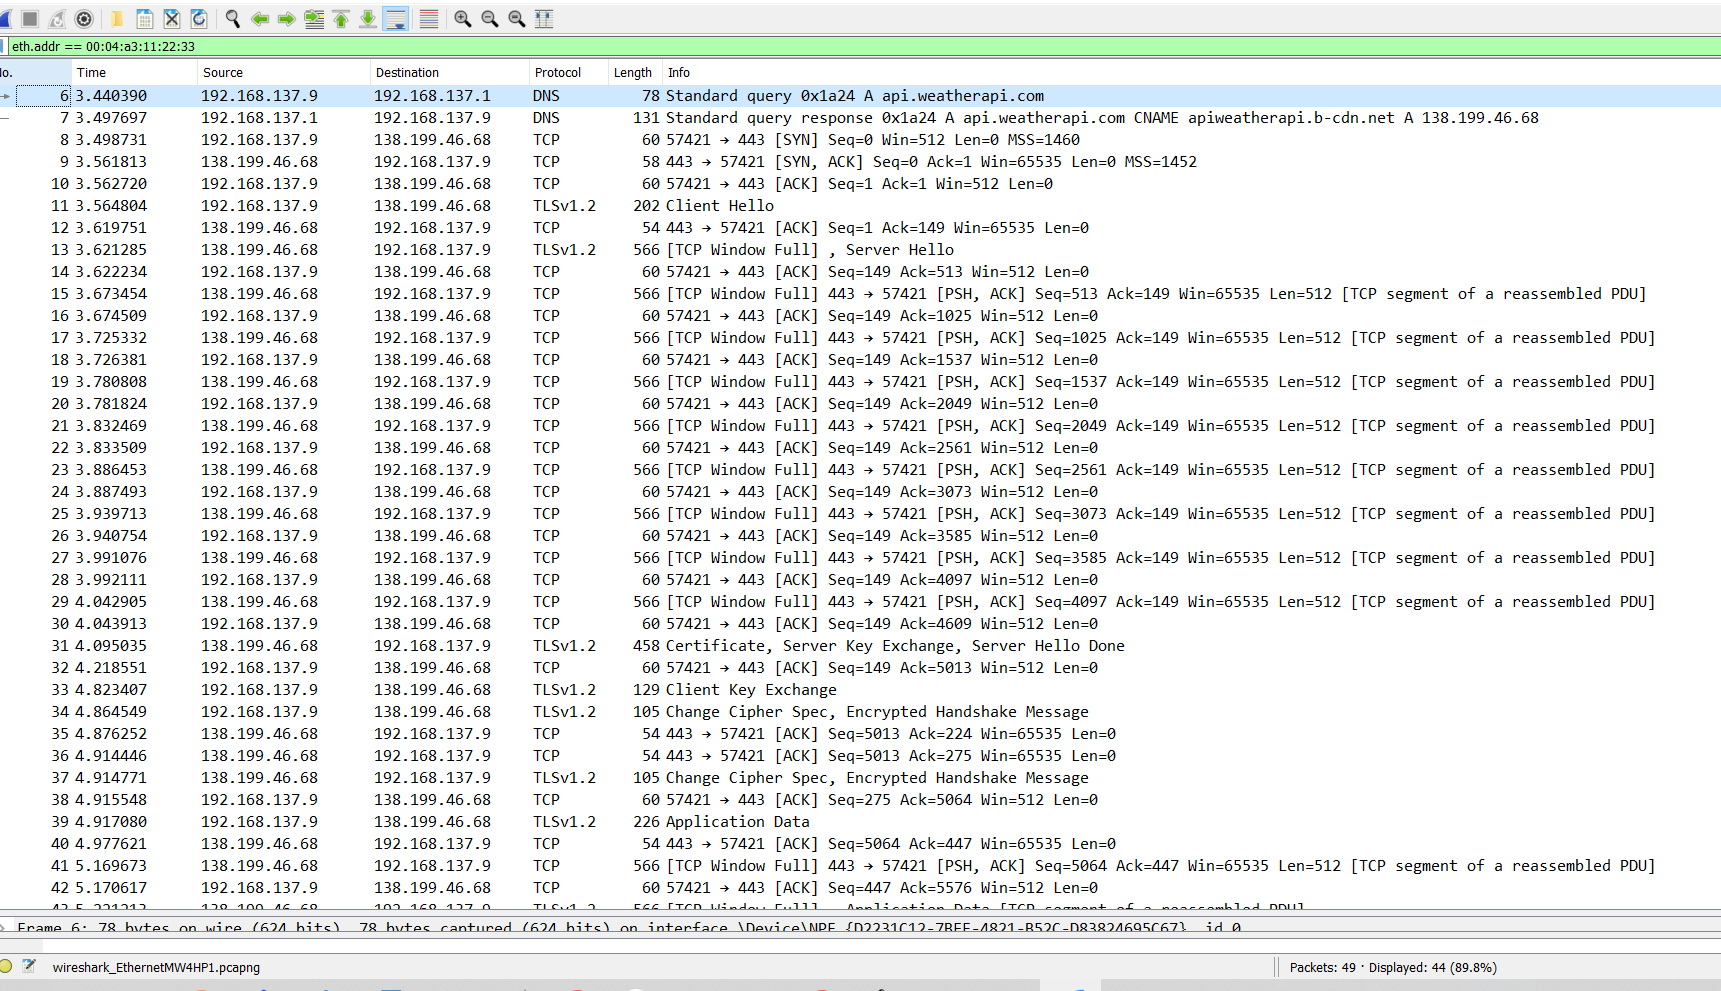 eth.addr == 00:04:a3:11:22:33
No. Time Source Destination Protocol Length Info
6 3.440390 192.168.137.9 192.168.137.1 DNS 78 Standard query 0x1a24 A api.weatherapi.com
7 3.497697 192.168.137.1 192.168.137.9 DNS 131 Standard query response 0x1a24 A api.weatherapi.com CNAME apiweatherapi.b-cdn.net A 138.199.46.68
8 3.498731 192.168.137.9 138.199.46.68 TCP 60 57421 → 443 [SYN] Seq=0 Win=512 Len=0 MSS=1460
9 3.561813 138.199.46.68 192.168.137.9 TCP 58 443 → 57421 [SYN, ACK] Seq=0 Ack=1 Win=65535 Len=0 MSS=1452
10 3.562720 192.168.137.9 138.199.46.68 TCP 60 57421 → 443 [ACK] Seq=1 Ack=1 Win=512 Len=0
11 3.564804 192.168.137.9 138.199.46.68 TLSv1.2 202 Client Hello
12 3.619751 138.199.46.68 192.168.137.9 TCP 54 443 → 57421 [ACK] Seq=1 Ack=149 Win=65535 Len=0
13 3.621285 138.199.46.68 192.168.137.9 TLSv1.2 566 [TCP Window Full] , Server Hello
14 3.622234 192.168.137.9 138.199.46.68 TCP 60 57421 → 443 [ACK] Seq=149 Ack=513 Win=512 Len=0
15 3.673454 138.199.46.68 192.168.137.9 TCP 566 [TCP Window Full] 443 → 57421 [PSH, ACK] Seq=513 Ack=149 Win=65535 Len=512 [TCP segment of a reassembled PDU]
16 3.674509 192.168.137.9 138.199.46.68 TCP 60 57421 → 443 [ACK] Seq=149 Ack=1025 Win=512 Len=0
17 3.725332 138.199.46.68 192.168.137.9 TCP 566 [TCP Window Full] 443 → 57421 [PSH, ACK] Seq=1025 Ack=149 Win=65535 Len=512 [TCP segment of a reassembled PDU]
18 3.726381 192.168.137.9 138.199.46.68 TCP 60 57421 → 443 [ACK] Seq=149 Ack=1537 Win=512 Len=0
19 3.780808 138.199.46.68 192.168.137.9 TCP 566 [TCP Window Full] 443 → 57421 [PSH, ACK] Seq=1537 Ack=149 Win=65535 Len=512 [TCP segment of a reassembled PDU]
20 3.781824 192.168.137.9 138.199.46.68 TCP 60 57421 → 443 [ACK] Seq=149 Ack=2049 Win=512 Len=0
21 3.832469 138.199.46.68 192.168.137.9 TCP 566 [TCP Window Full] 443 → 57421 [PSH, ACK] Seq=2049 Ack=149 Win=65535 Len=512 [TCP segment of a reassembled PDU]
22 3.833509 192.168.137.9 138.199.46.68 TCP 60 57421 → 443 [ACK] Seq=149 Ack=2561 Win=512 Len=0
23 3.886453 138.199.46.68 192.168.137.9 TCP 566 [TCP Window Full] 443 → 57421 [PSH, ACK] Seq=2561 Ack=149 Win=65535 Len=512 [TCP segment of a reassembled PDU]
24 3.887493 192.168.137.9 138.199.46.68 TCP 60 57421 → 443 [ACK] Seq=149 Ack=3073 Win=512 Len=0
25 3.939713 138.199.46.68 192.168.137.9 TCP 566 [TCP Window Full] 443 → 57421 [PSH, ACK] Seq=3073 Ack=149 Win=65535 Len=512 [TCP segment of a reassembled PDU]
26 3.940754 192.168.137.9 138.199.46.68 TCP 60 57421 → 443 [ACK] Seq=149 Ack=3585 Win=512 Len=0
27 3.991076 138.199.46.68 192.168.137.9 TCP 566 [TCP Window Full] 443 → 57421 [PSH, ACK] Seq=3585 Ack=149 Win=65535 Len=512 [TCP segment of a reassembled PDU]
28 3.992111 192.168.137.9 138.199.46.68 TCP 60 57421 → 443 [ACK] Seq=149 Ack=4097 Win=512 Len=0
29 4.042905 138.199.46.68 192.168.137.9 TCP 566 [TCP Window Full] 443 → 57421 [PSH, ACK] Seq=4097 Ack=149 Win=65535 Len=512 [TCP segment of a reassembled PDU]
30 4.043913 192.168.137.9 138.199.46.68 TCP 60 57421 → 443 [ACK] Seq=149 Ack=4609 Win=512 Len=0
31 4.095035 138.199.46.68 192.168.137.9 TLSv1.2 458 Certificate, Server Key Exchange, Server Hello Done
32 4.218551 192.168.137.9 138.199.46.68 TCP 60 57421 → 443 [ACK] Seq=149 Ack=5013 Win=512 Len=0
33 4.823407 192.168.137.9 138.199.46.68 TLSv1.2 129 Client Key Exchange
34 4.864549 192.168.137.9 138.199.46.68 TLSv1.2 105 Change Cipher Spec, Encrypted Handshake Message
35 4.876252 138.199.46.68 192.168.137.9 TCP 54 443 → 57421 [ACK] Seq=5013 Ack=224 Win=65535 Len=0
36 4.914446 138.199.46.68 192.168.137.9 TCP 54 443 → 57421 [ACK] Seq=5013 Ack=275 Win=65535 Len=0
37 4.914771 138.199.46.68 192.168.137.9 TLSv1.2 105 Change Cipher Spec, Encrypted Handshake Message
38 4.915548 192.168.137.9 138.199.46.68 TCP 60 57421 → 443 [ACK] Seq=275 Ack=5064 Win=512 Len=0
39 4.917080 192.168.137.9 138.199.46.68 TLSv1.2 226 Application Data
40 4.977621 138.199.46.68 192.168.137.9 TCP 54 443 → 57421 [ACK] Seq=5064 Ack=447 Win=65535 Len=0
41 5.169673 138.199.46.68 192.168.137.9 TCP 566 [TCP Window Full] 443 → 57421 [PSH, ACK] Seq=5064 Ack=447 Win=65535 Len=512 [TCP segment of a reassembled PDU]
42 5.170617 192.168.137.9 138.199.46.68 TCP 60 57421 → 443 [ACK] Seq=447 Ack=5576 Win=512 Len=0
43 5.221213 138.199.46.68 192.168.137.9 TLSv1.2 566 [TCP Window Full] , Application Data [TCP segment of a reassembled PDU]
Frame 6: 78 bytes on wire (624 bits), 78 bytes captured (624 bits) on interface \Device\NPF_{D2231C12-7BEE-4821-B52C-D83824695C67}, id 0
wireshark_EthernetMW4HP1.pcapng
Packets: 49 · Displayed: 44 (89.8%)